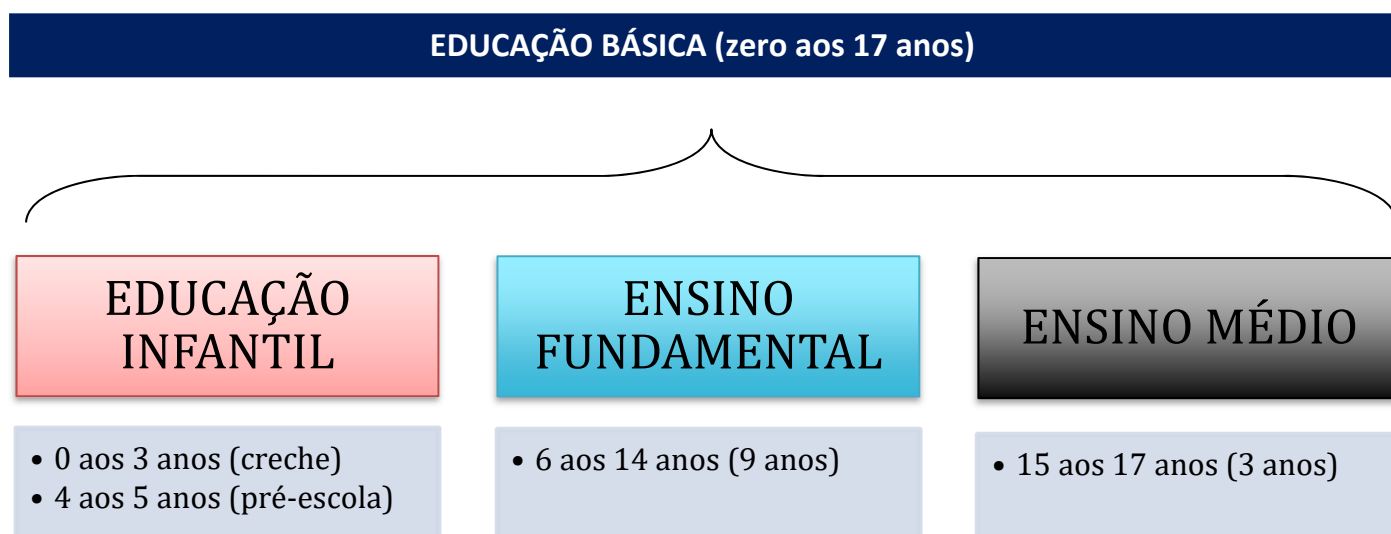 EDUCAÇÃO BÁSICA (zero aos 17 anos)
EDUCAÇÃO
INFANTIL
• 0 aos 3 anos (creche)
• 4 aos 5 anos (pré-escola)
ENSINO
FUNDAMENTAL
• 6 aos 14 anos (9 anos)
ENSINO MÉDIO
• 15 aos 17 anos (3 anos)